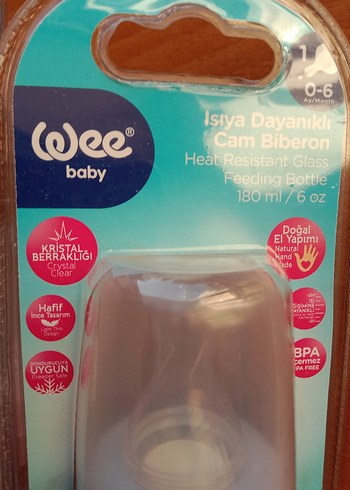 1
0-6
Ay/Month
Wee®
baby
Isıya Dayanıklı
Cam Biberon
Heat Resistant Glass
Feeding Bottle
180 ml / 6 oz
KRİSTAL
BERRAKLIĞI
Crystal
Clear
Doğal
El Yapımı
Natural
Hand
Made
Hafif
İnce Tasarım
Light Thin
Design
DONDURUCUYA
UYGUN
Freezer Safe
BPA
içermez
BPA FREE